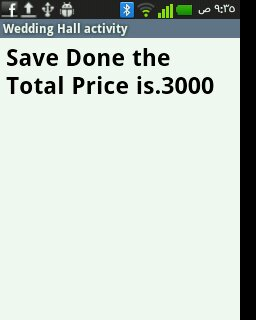 ٩:٣٥ ص
Wedding Hall activity
Save Done the
Total Price is.3000